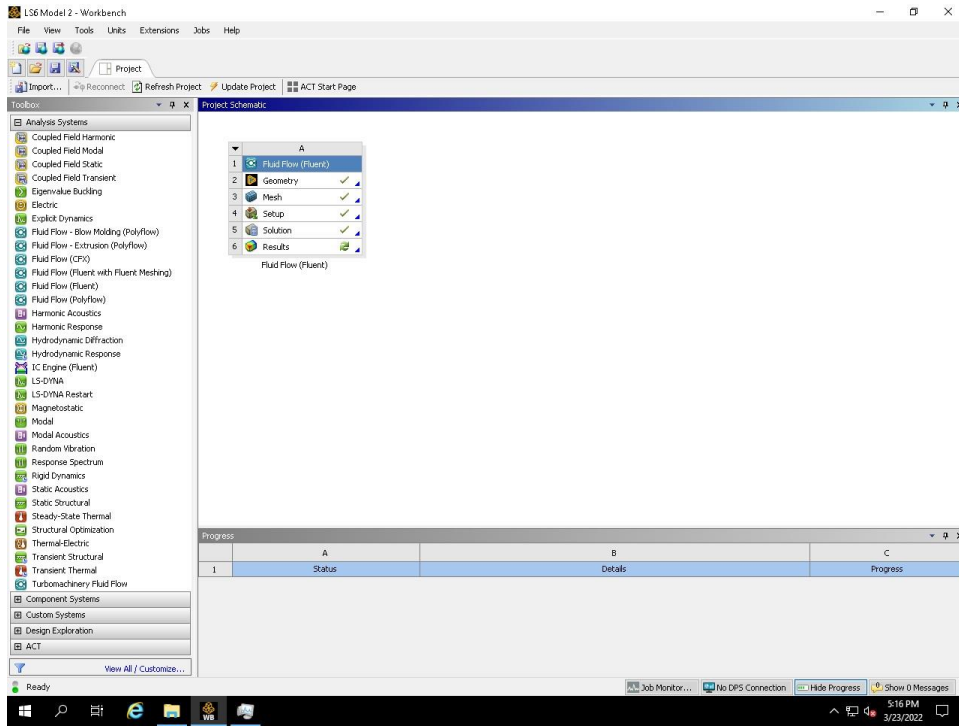 LS6 Model 2 - Workbench
File View Tools Units Extensions Jobs Help
Project
Import... Reconnect Refresh Project Update Project ACT Start Page
Toolbox
Project Schematic
Analysis Systems
Coupled Field Harmonic
Coupled Field Modal
Coupled Field Static
Coupled Field Transient
Eigenvalue Buckling
Electric
Explicit Dynamics
Fluid Flow - Blow Molding (Polyflow)
Fluid Flow - Extrusion (Polyflow)
Fluid Flow (CFX)
Fluid Flow (Fluent with Fluent Meshing)
Fluid Flow (Fluent)
Fluid Flow (Polyflow)
Harmonic Acoustics
Harmonic Response
Hydrodynamic Diffraction
Hydrodynamic Response
IC Engine (Fluent)
LS-DYNA
LS-DYNA Restart
Magnetostatic
Modal
Modal Acoustics
Random Vibration
Response Spectrum
Rigid Dynamics
Static Acoustics
Static Structural
Steady-State Thermal
Structural Optimization
Thermal-Electric
Transient Structural
Transient Thermal
Turbomachinery Fluid Flow
Component Systems
Custom Systems
Design Exploration
ACT
View All / Customize...
A
1 Fluid Flow (Fluent)
2 Geometry
3 Mesh
4 Setup
5 Solution
6 Results
Fluid Flow (Fluent)
Progress
A B C
1 Status Details Progress
Ready
Job Monitor... No DPS Connection Hide Progress Show 0 Messages
WB
5:16 PM
3/23/2022